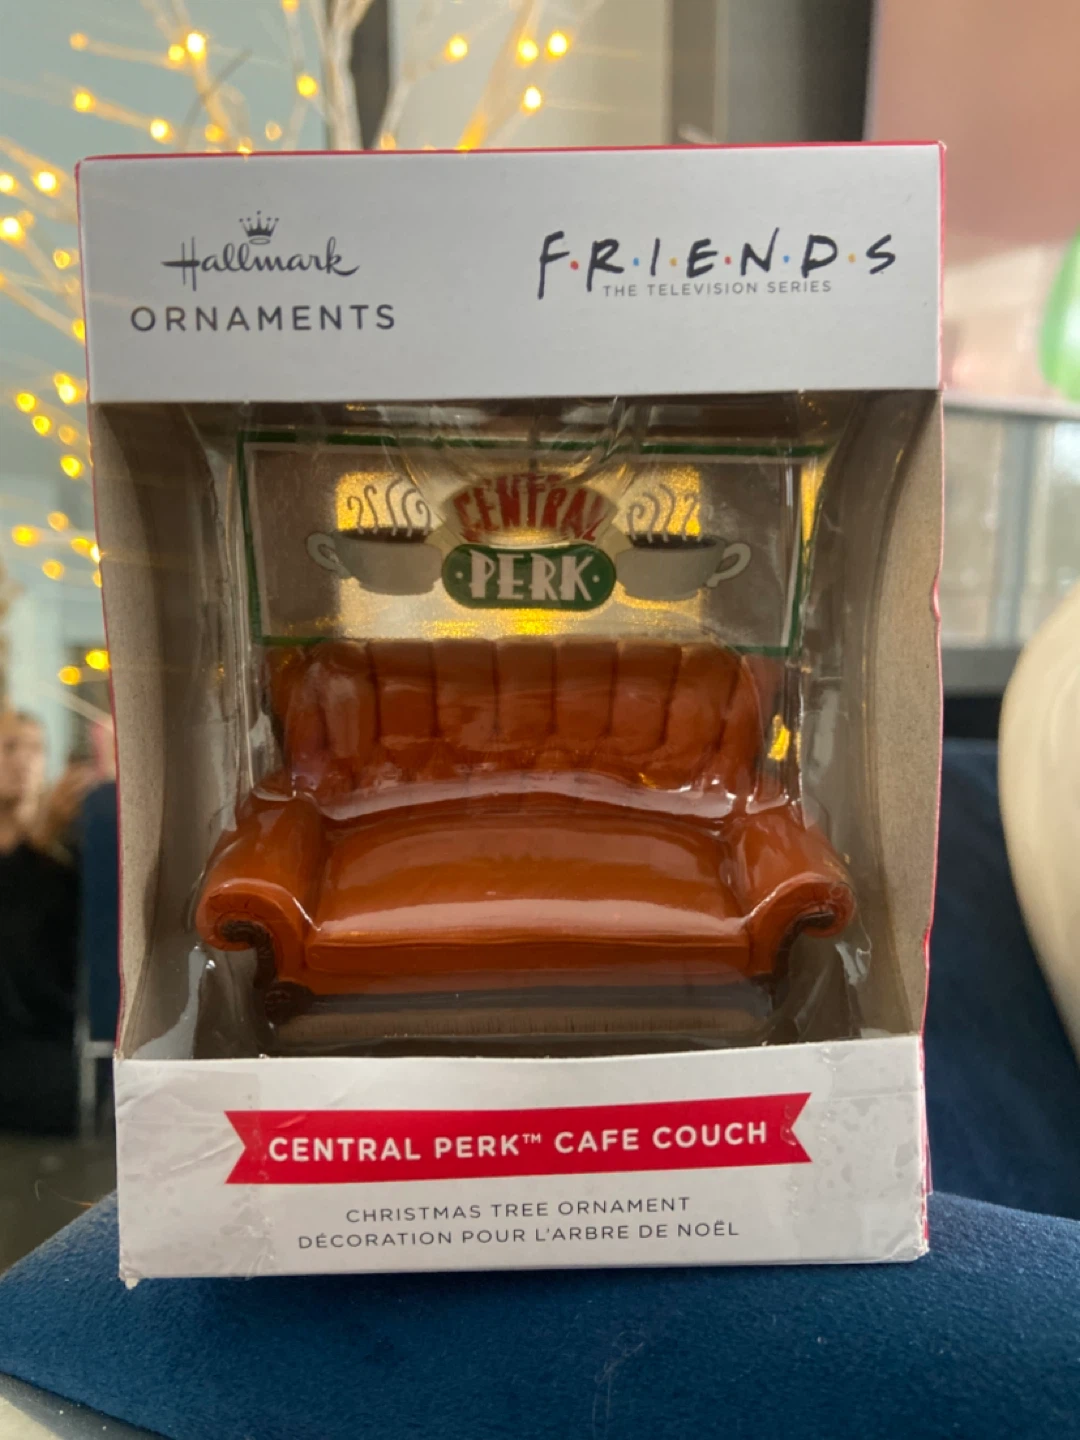 Hallmark
ORNAMENTS
F·R·I·E·N·D·S
THE TELEVISION SERIES
CENTRAL
PERK
CENTRAL PERK™ CAFE COUCH
CHRISTMAS TREE ORNAMENT
DÉCORATION POUR L'ARBRE DE NOËL